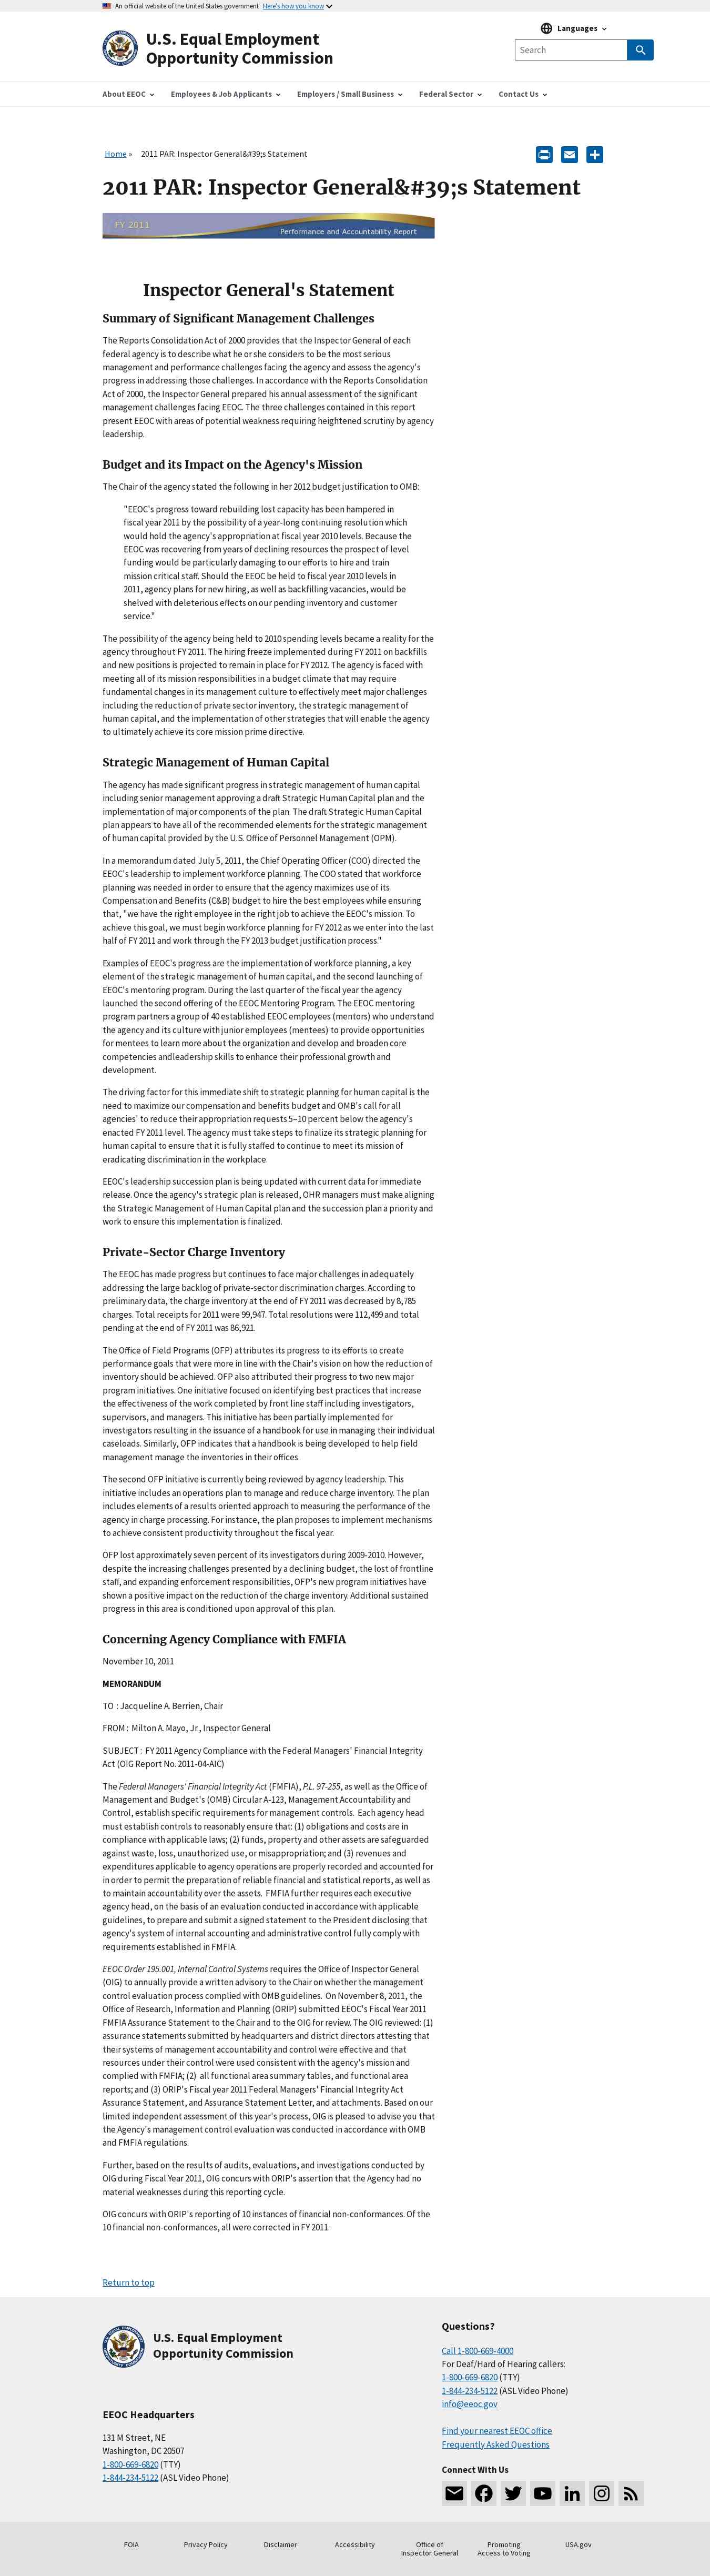 An official website of the United States government Here's how you know
U.S. Equal Employment
Opportunity Commission
Languages
Search
About EEOC
Employees & Job Applicants
Employers / Small Business
Federal Sector
Contact Us
Home » 2011 PAR: Inspector General&#39;s Statement
2011 PAR: Inspector General&#39;s Statement
FY 2011
Performance and Accountability Report
Inspector General's Statement
Summary of Significant Management Challenges
The Reports Consolidation Act of 2000 provides that the Inspector General of each
federal agency is to describe what he or she considers to be the most serious
management and performance challenges facing the agency and assess the agency's
progress in addressing those challenges. In accordance with the Reports Consolidation
Act of 2000, the Inspector General prepared his annual assessment of the significant
management challenges facing EEOC. The three challenges contained in this report
present EEOC with areas of potential weakness requiring heightened scrutiny by agency
leadership.
Budget and its Impact on the Agency's Mission
The Chair of the agency stated the following in her 2012 budget justification to OMB:
"EEOC's progress toward rebuilding lost capacity has been hampered in
fiscal year 2011 by the possibility of a year-long continuing resolution which
would hold the agency's appropriation at fiscal year 2010 levels. Because the
EEOC was recovering from years of declining resources the prospect of level
funding would be particularly damaging to our efforts to hire and train
mission critical staff. Should the EEOC be held to fiscal year 2010 levels in
2011, agency plans for new hiring, as well as backfilling vacancies, would be
shelved with deleterious effects on our pending inventory and customer
service."
The possibility of the agency being held to 2010 spending levels became a reality for the
agency throughout FY 2011. The hiring freeze implemented during FY 2011 on backfills
and new positions is projected to remain in place for FY 2012. The agency is faced with
meeting all of its mission responsibilities in a budget climate that may require
fundamental changes in its management culture to effectively meet major challenges
including the reduction of private sector inventory, the strategic management of
human capital, and the implementation of other strategies that will enable the agency
to ultimately achieve its core mission prime directive.
Strategic Management of Human Capital
The agency has made significant progress in strategic management of human capital
including senior management approving a draft Strategic Human Capital plan and the
implementation of major components of the plan. The draft Strategic Human Capital
plan appears to have all of the recommended elements for the strategic management
of human capital provided by the U.S. Office of Personnel Management (OPM).
In a memorandum dated July 5, 2011, the Chief Operating Officer (COO) directed the
EEOC's leadership to implement workforce planning. The COO stated that workforce
planning was needed in order to ensure that the agency maximizes use of its
Compensation and Benefits (C&B) budget to hire the best employees while ensuring
that, "we have the right employee in the right job to achieve the EEOC's mission. To
achieve this goal, we must begin workforce planning for FY 2012 as we enter into the last
half of FY 2011 and work through the FY 2013 budget justification process."
Examples of EEOC's progress are the implementation of workforce planning, a key
element of the strategic management of human capital, and the second launching of
EEOC's mentoring program. During the last quarter of the fiscal year the agency
launched the second offering of the EEOC Mentoring Program. The EEOC mentoring
program partners a group of 40 established EEOC employees (mentors) who understand
the agency and its culture with junior employees (mentees) to provide opportunities
for mentees to learn more about the organization and develop and broaden core
competencies andleadership skills to enhance their professional growth and
development.
The driving factor for this immediate shift to strategic planning for human capital is the
need to maximize our compensation and benefits budget and OMB's call for all
agencies' to reduce their appropriation requests 5–10 percent below the agency's
enacted FY 2011 level. The agency must take steps to finalize its strategic planning for
human capital to ensure that it is fully staffed to continue to meet its mission of
eradicating discrimination in the workplace.
EEOC's leadership succession plan is being updated with current data for immediate
release. Once the agency's strategic plan is released, OHR managers must make aligning
the Strategic Management of Human Capital plan and the succession plan a priority and
work to ensure this implementation is finalized.
Private-Sector Charge Inventory
The EEOC has made progress but continues to face major challenges in adequately
addressing the large backlog of private-sector discrimination charges. According to
preliminary data, the charge inventory at the end of FY 2011 was decreased by 8,785
charges. Total receipts for 2011 were 99,947. Total resolutions were 112,499 and total
pending at the end of FY 2011 was 86,921.
The Office of Field Programs (OFP) attributes its progress to its efforts to create
performance goals that were more in line with the Chair's vision on how the reduction of
inventory should be achieved. OFP also attributed their progress to two new major
program initiatives. One initiative focused on identifying best practices that increase
the effectiveness of the work completed by front line staff including investigators,
supervisors, and managers. This initiative has been partially implemented for
investigators resulting in the issuance of a handbook for use in managing their individual
caseloads. Similarly, OFP indicates that a handbook is being developed to help field
management manage the inventories in their offices.
The second OFP initiative is currently being reviewed by agency leadership. This
initiative includes an operations plan to manage and reduce charge inventory. The plan
includes elements of a results oriented approach to measuring the performance of the
agency in charge processing. For instance, the plan proposes to implement mechanisms
to achieve consistent productivity throughout the fiscal year.
OFP lost approximately seven percent of its investigators during 2009-2010. However,
despite the increasing challenges presented by a declining budget, the lost of frontline
staff, and expanding enforcement responsibilities, OFP's new program initiatives have
shown a positive impact on the reduction of the charge inventory. Additional sustained
progress in this area is conditioned upon approval of this plan.
Concerning Agency Compliance with FMFIA
November 10, 2011
MEMORANDUM
TO : Jacqueline A. Berrien, Chair
FROM : Milton A. Mayo, Jr., Inspector General
SUBJECT : FY 2011 Agency Compliance with the Federal Managers' Financial Integrity
Act (OIG Report No. 2011-04-AIC)
The Federal Managers' Financial Integrity Act (FMFIA), P.L. 97-255, as well as the Office of
Management and Budget's (OMB) Circular A-123, Management Accountability and
Control, establish specific requirements for management controls. Each agency head
must establish controls to reasonably ensure that: (1) obligations and costs are in
compliance with applicable laws; (2) funds, property and other assets are safeguarded
against waste, loss, unauthorized use, or misappropriation; and (3) revenues and
expenditures applicable to agency operations are properly recorded and accounted for
in order to permit the preparation of reliable financial and statistical reports, as well as
to maintain accountability over the assets. FMFIA further requires each executive
agency head, on the basis of an evaluation conducted in accordance with applicable
guidelines, to prepare and submit a signed statement to the President disclosing that
agency's system of internal accounting and administrative control fully comply with
requirements established in FMFIA.
EEOC Order 195.001, Internal Control Systems requires the Office of Inspector General
(OIG) to annually provide a written advisory to the Chair on whether the management
control evaluation process complied with OMB guidelines. On November 8, 2011, the
Office of Research, Information and Planning (ORIP) submitted EEOC's Fiscal Year 2011
FMFIA Assurance Statement to the Chair and to the OIG for review. The OIG reviewed: (1)
assurance statements submitted by headquarters and district directors attesting that
their systems of management accountability and control were effective and that
resources under their control were used consistent with the agency's mission and
complied with FMFIA; (2) all functional area summary tables, and functional area
reports; and (3) ORIP's Fiscal year 2011 Federal Managers' Financial Integrity Act
Assurance Statement, and Assurance Statement Letter, and attachments. Based on our
limited independent assessment of this year's process, OIG is pleased to advise you that
the Agency's management control evaluation was conducted in accordance with OMB
and FMFIA regulations.
Further, based on the results of audits, evaluations, and investigations conducted by
OIG during Fiscal Year 2011, OIG concurs with ORIP's assertion that the Agency had no
material weaknesses during this reporting cycle.
OIG concurs with ORIP's reporting of 10 instances of financial non-conformances. Of the
10 financial non-conformances, all were corrected in FY 2011.
Return to top
U.S. Equal Employment
Opportunity Commission
Questions?
Call 1-800-669-4000
For Deaf/Hard of Hearing callers:
1-800-669-6820 (TTY)
1-844-234-5122 (ASL Video Phone)
info@eeoc.gov
Find your nearest EEOC office
Frequently Asked Questions
EEOC Headquarters
131 M Street, NE
Washington, DC 20507
1-800-669-6820 (TTY)
1-844-234-5122 (ASL Video Phone)
Connect With Us
FOIA
Privacy Policy
Disclaimer
Accessibility
Office of
Inspector General
Promoting
Access to Voting
USA.gov